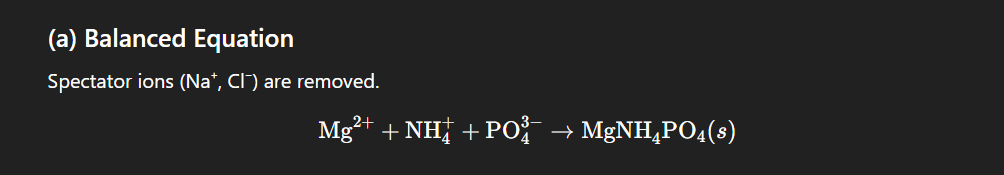 (a) Balanced Equation
Spectator ions (Na⁺, Cl⁻) are removed.
Mg²⁺ + NH₄⁺ + PO₄³⁻ → MgNH₄PO₄(s)